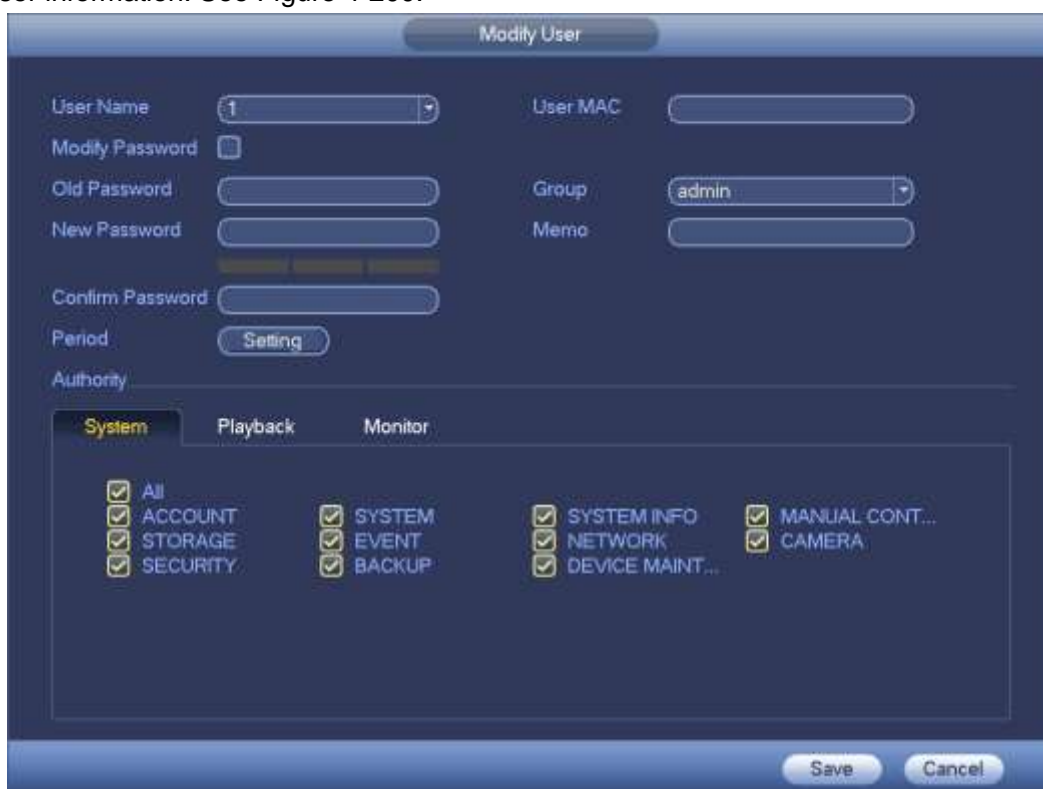 Modify User
User Name 1 User MAC
Modify Password
Old Password Group admin
New Password Memo
Confirm Password
Period Setting
Authority
System Playback Monitor
All
ACCOUNT SYSTEM SYSTEM INFO MANUAL CONT...
STORAGE EVENT NETWORK CAMERA
SECURITY BACKUP DEVICE MAINT...
Save Cancel